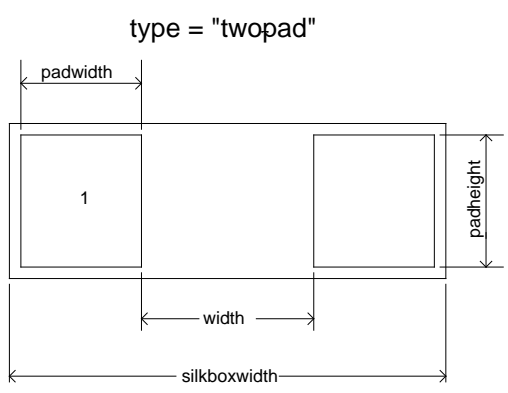 type = "twopad"
padwidth
1
padheight
width
silkboxwidth